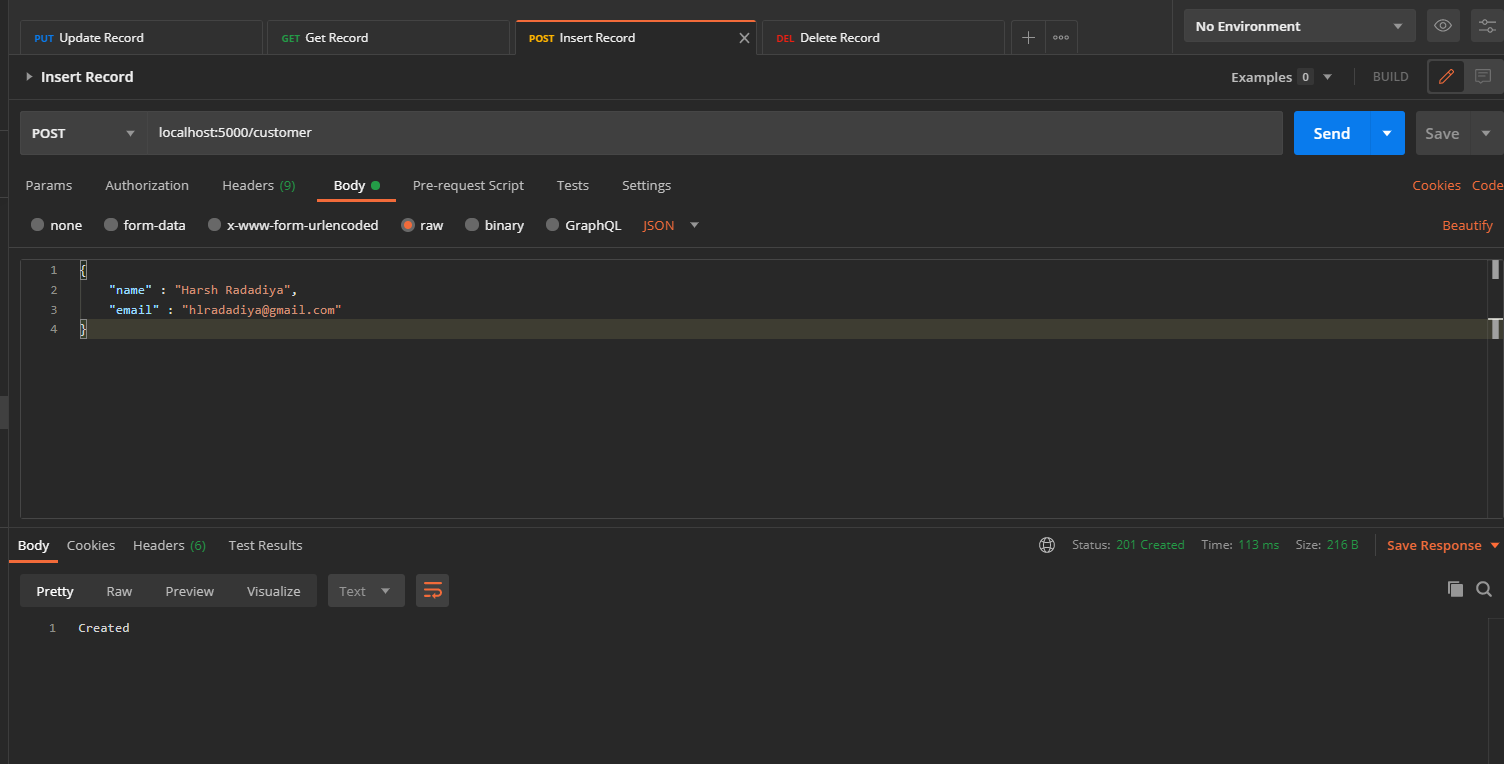 PUT Update Record GET Get Record POST Insert Record DEL Delete Record No Environment
Insert Record Examples 0 BUILD
POST localhost:5000/customer Send Save
Params Authorization Headers (9) Body Pre-request Script Tests Settings Cookies Code
none form-data x-www-form-urlencoded raw binary GraphQL JSON Beautify
1 {
2 "name" : "Harsh Radadiya",
3 "email" : "hlradadiya@gmail.com"
4 }
Body Cookies Headers (6) Test Results Status: 201 Created Time: 113 ms Size: 216 B Save Response
Pretty Raw Preview Visualize Text
1 Created